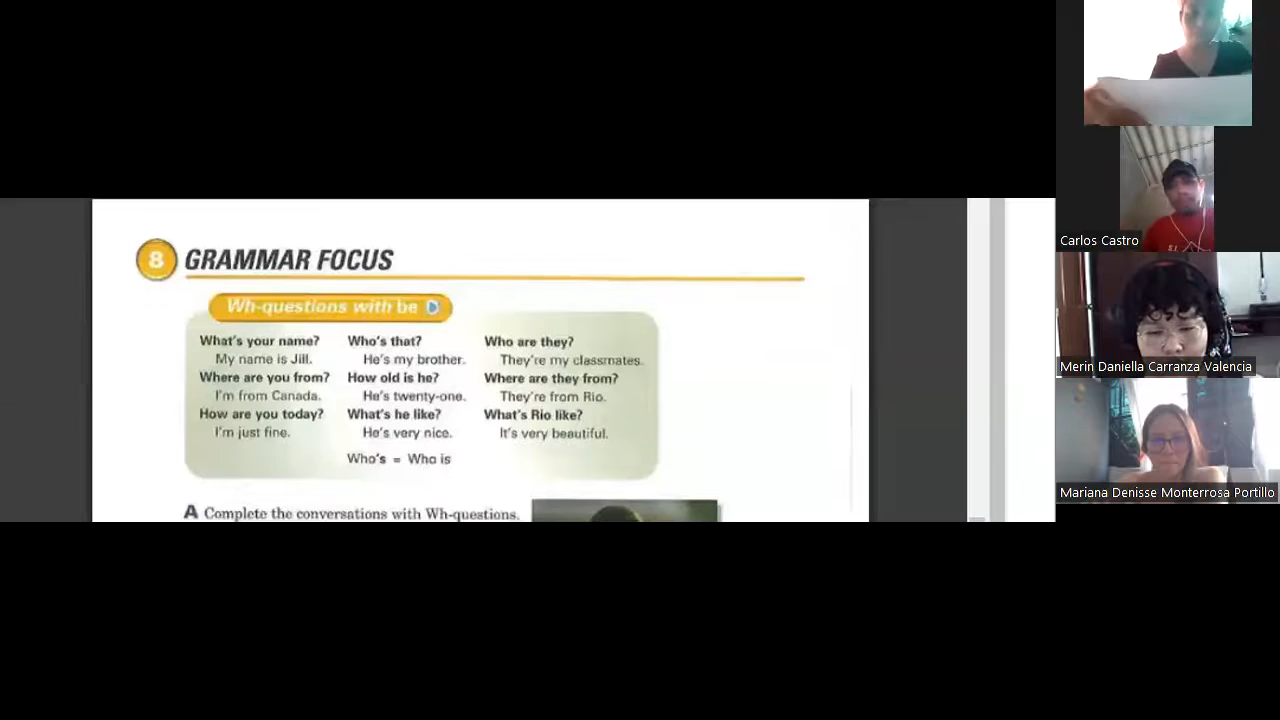 8 GRAMMAR FOCUS
Wh-questions with be
What's your name?
My name is Jill.
Where are you from?
I'm from Canada.
How are you today?
I'm just fine.
Who's that?
He's my brother.
How old is he?
He's twenty-one.
What's he like?
He's very nice.
Who's = Who is
Who are they?
They're my classmates.
Where are they from?
They're from Rio.
What's Rio like?
It's very beautiful.
A Complete the conversations with Wh-questions.
Carlos Castro
Merin Daniella Carranza Valencia
Mariana Denisse Monterrosa Portillo